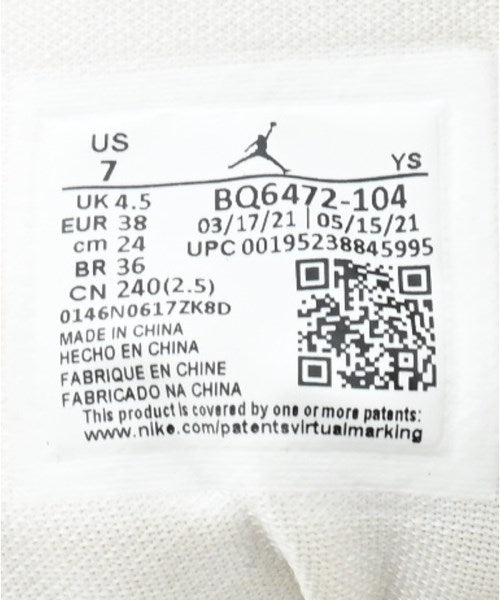 US
7
YS
UK 4.5
EUR 38
cm 24
BR 36
CN 240(2.5)
BQ6472-104
03/17/21 | 05/15/21
UPC 00195238845995
0146N0617ZK8D
MADE IN CHINA
HECHO EN CHINA
FABRIQUE EN CHINE
FABRICADO NA CHINA
This product is covered by one or more patents:
www.nike.com/patentsvirtualmarking